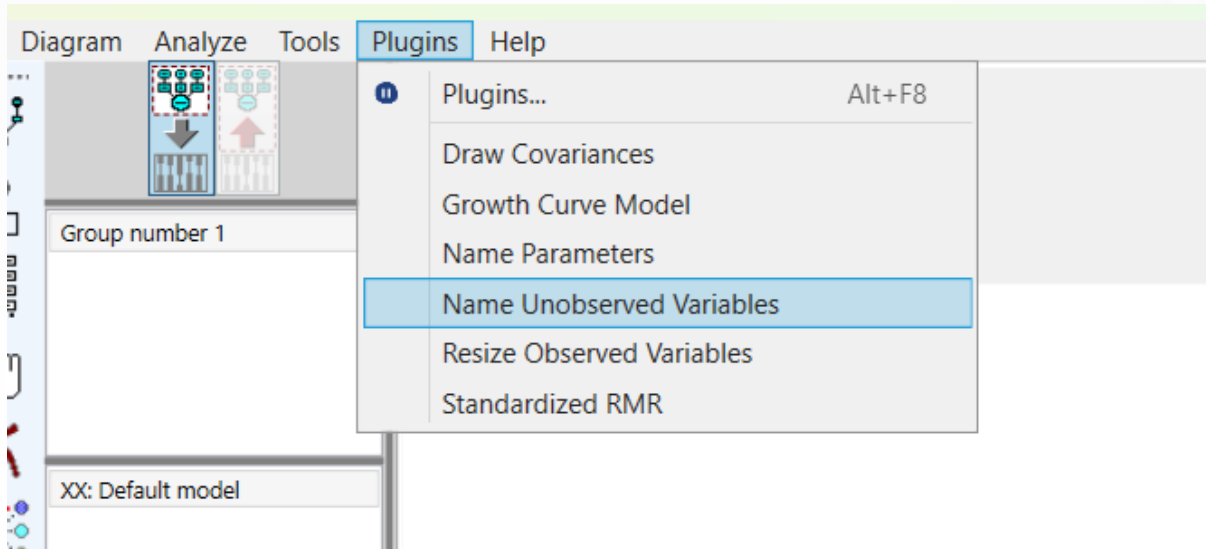 Diagram Analyze Tools Plugins Help
Plugins... Alt+F8
Draw Covariances
Growth Curve Model
Name Parameters
Name Unobserved Variables
Resize Observed Variables
Standardized RMR
Group number 1
XX: Default model